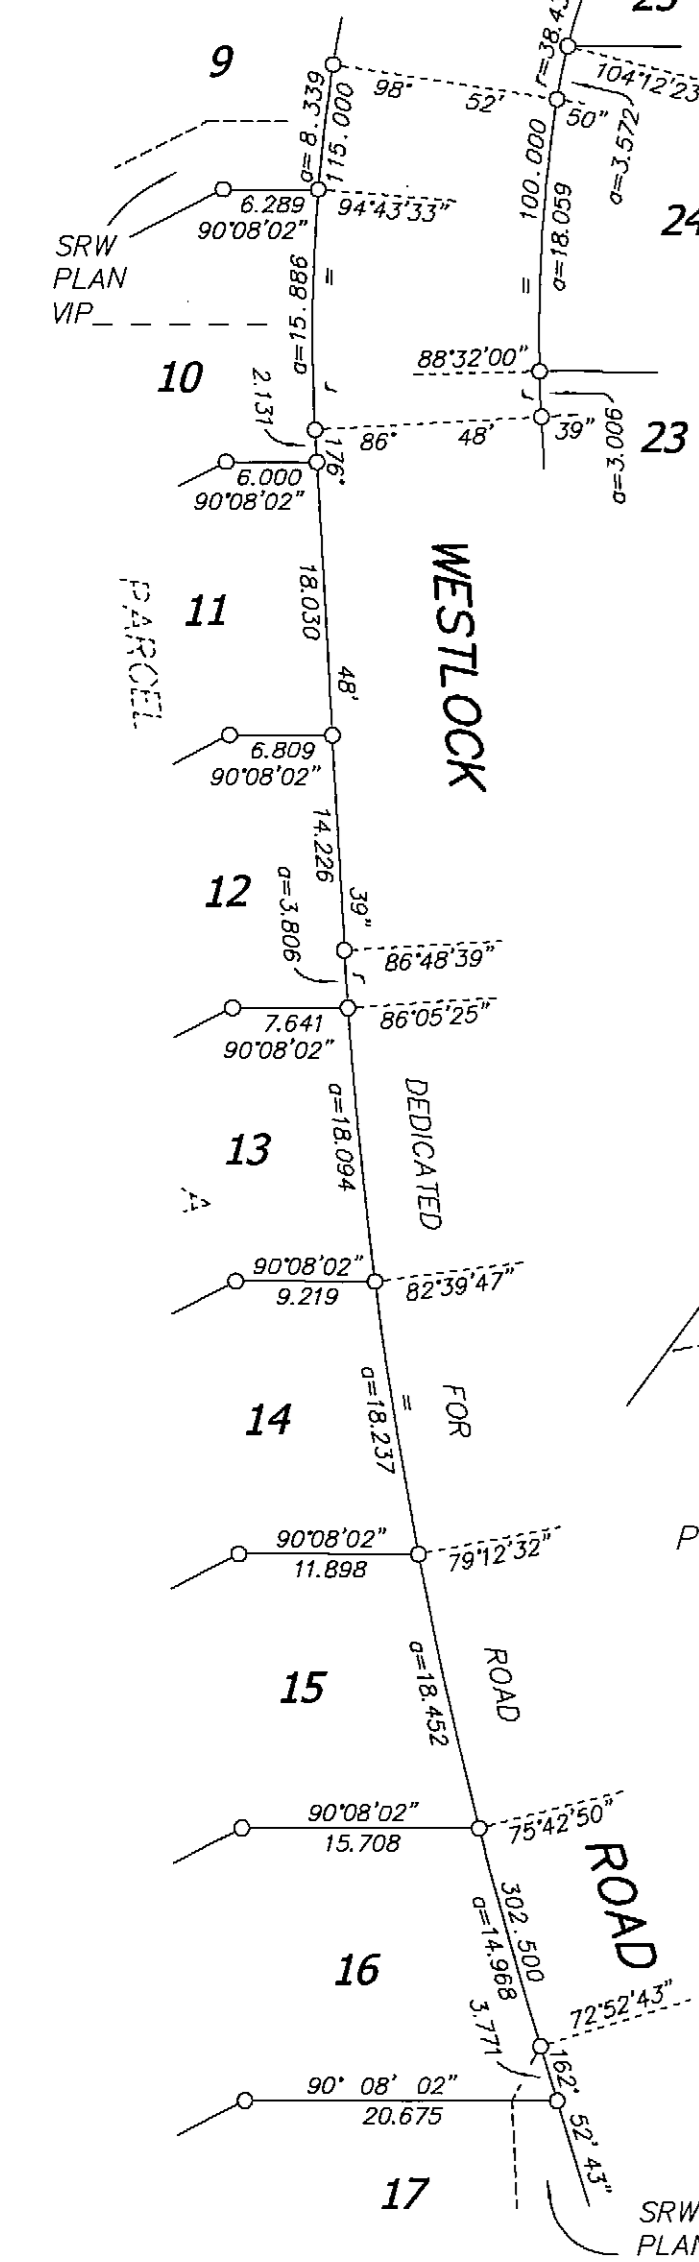 25
9
r=38.43
104°12'23
98° 52' 50"
a=8.339
115.000
a=3.572
100.000
a=18.059
24
6.289
90°08'02"
94°43'33"
SRW
PLAN
VIP
a=15.886
=
=
88°32'00"
10
r
r
2.131
86° 48' 39"
a=3.006
23
6.000
90°08'02"
176° 48' 39"
WESTLOCK
18.030
11
PARCEL
6.809
90°08'02"
14.226
12
a=3.806
86°48'39"
r
7.641
90°08'02"
86°05'25"
DEDICATED
a=18.094
13
A
90°08'02"
9.219
82°39'47"
a=18.237
=
FOR
14
P
90°08'02"
11.898
79°12'32"
a=18.452
ROAD
15
90°08'02"
15.708
75°42'50"
ROAD
302.500
a=14.968
16
72°52'43"
3.771
162° 52' 43"
90° 08' 02"
20.675
17
SRW
PLAN